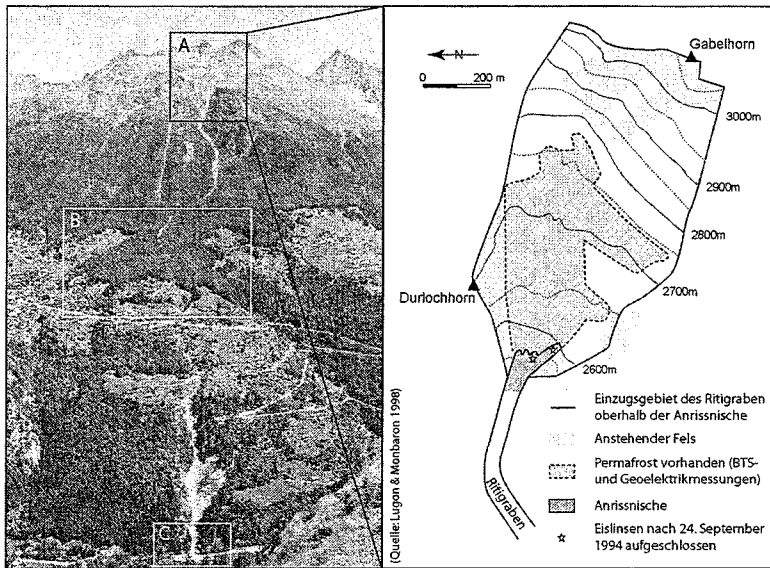 A
B
C
(Quelle: Lugon & Monbaron 1998)
Gabelhorn
N
0 200 m
3000m
2900m
2800m
2700m
Durlochhorn
2600m
Ritigraben
Einzugsgebiet des Ritigraben
oberhalb der Anrissnische
Anstehender Fels
Permafrost vorhanden (BTS-
und Geoelektrikmessungen)
Anrissnische
Eislinsen nach 24. September
1994 aufgeschlossen